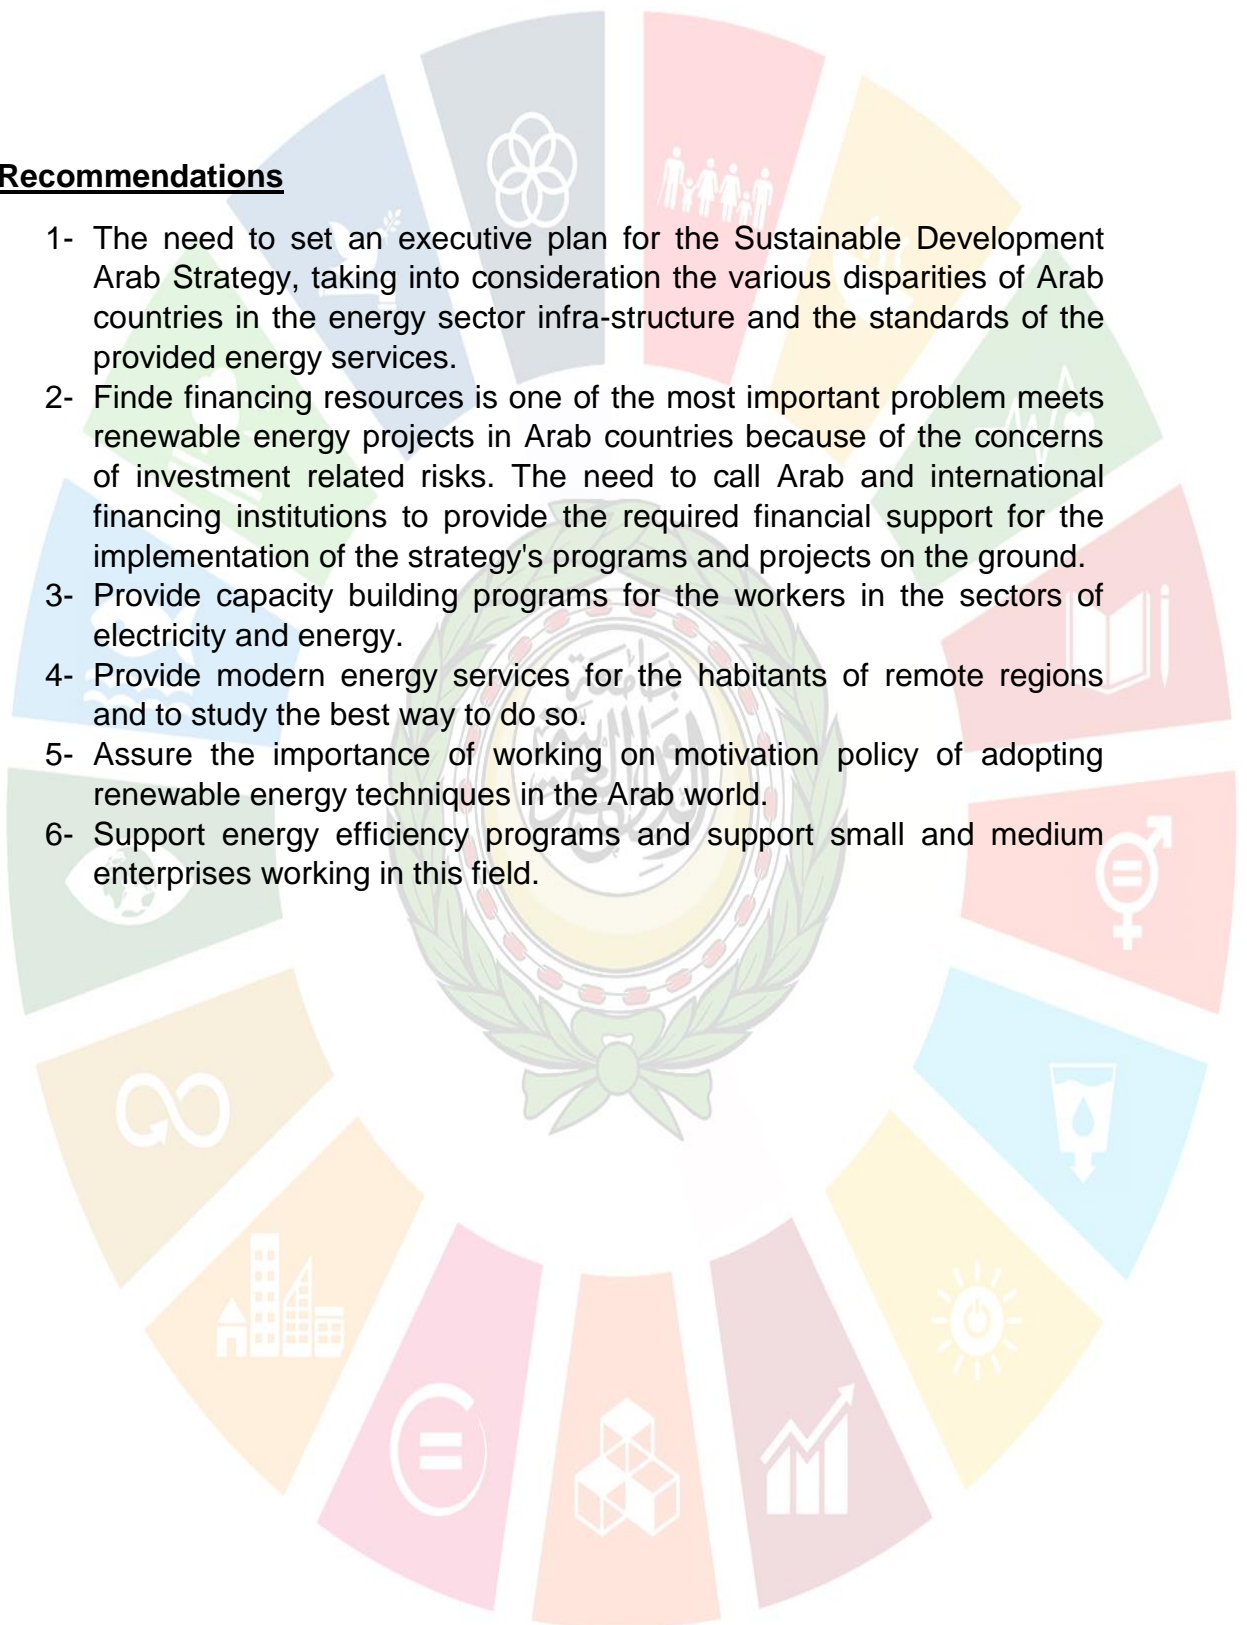 Recommendations
1- The need to set an executive plan for the Sustainable Development
Arab Strategy, taking into consideration the various disparities of Arab
countries in the energy sector infra-structure and the standards of the
provided energy services.
2- Finde financing resources is one of the most important problem meets
renewable energy projects in Arab countries because of the concerns
of investment related risks. The need to call Arab and international
financing institutions to provide the required financial support for the
implementation of the strategy's programs and projects on the ground.
3- Provide capacity building programs for the workers in the sectors of
electricity and energy.
4- Provide modern energy services for the habitants of remote regions
and to study the best way to do so.
5- Assure the importance of working on motivation policy of adopting
renewable energy techniques in the Arab world.
6- Support energy efficiency programs and support small and medium
enterprises working in this field.
جامعة
الدول العربية